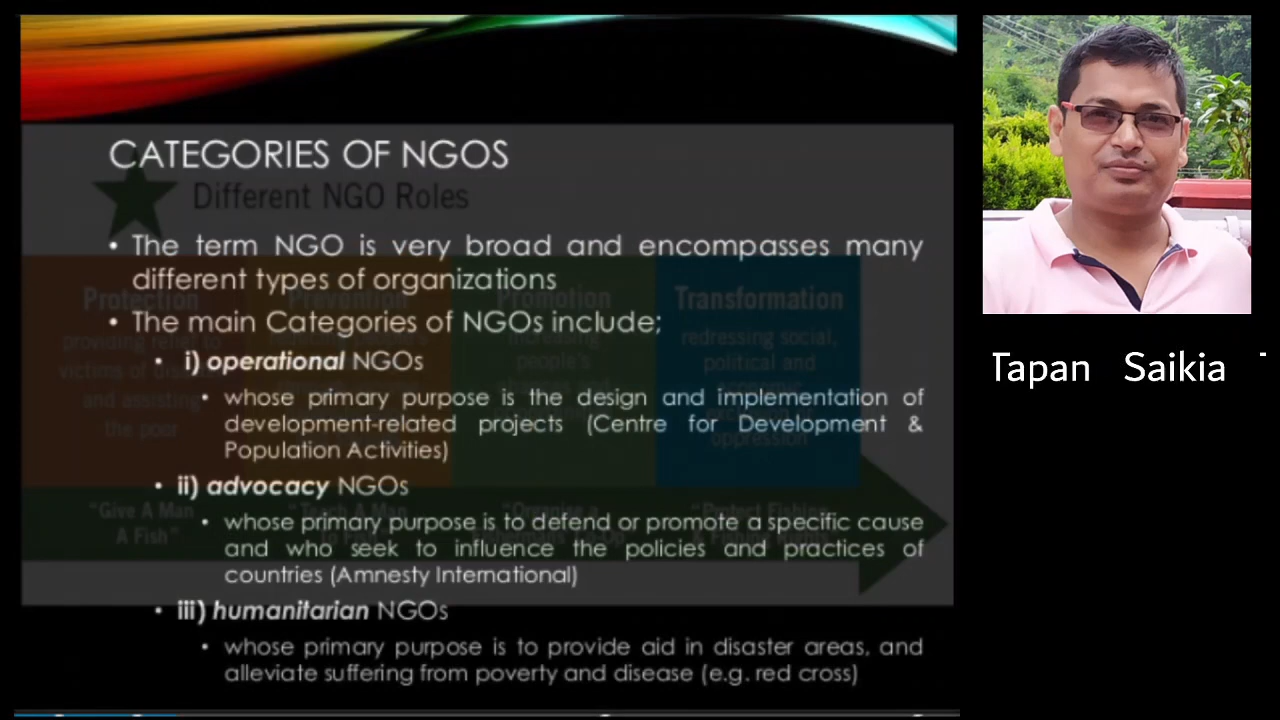 CATEGORIES OF NGOS
Different NGO Roles
• The term NGO is very broad and encompasses many
different types of organizations
• The main Categories of NGOs include;
• i) operational NGOs
• whose primary purpose is the design and implementation of
development-related projects (Centre for Development &
Population Activities)
• ii) advocacy NGOs
• whose primary purpose is to defend or promote a specific cause
and who seek to influence the policies and practices of
countries (Amnesty International)
• iii) humanitarian NGOs
• whose primary purpose is to provide aid in disaster areas, and
alleviate suffering from poverty and disease (e.g. red cross)
Protection
Prevention
Promotion
Transformation
providing relief to
victims of
and assisting
the poor
increasing
people's
redressing social,
political and
oppression
"Give A Man
A Fish"
Tapan Saikia